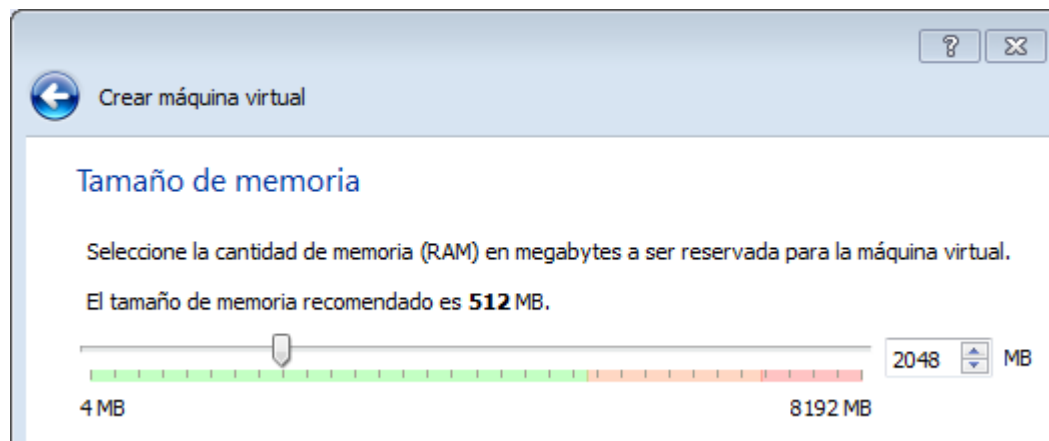 ?
Crear máquina virtual
Tamaño de memoria
Seleccione la cantidad de memoria (RAM) en megabytes a ser reservada para la máquina virtual.
El tamaño de memoria recomendado es 512 MB.
2048 MB
4 MB 8192 MB